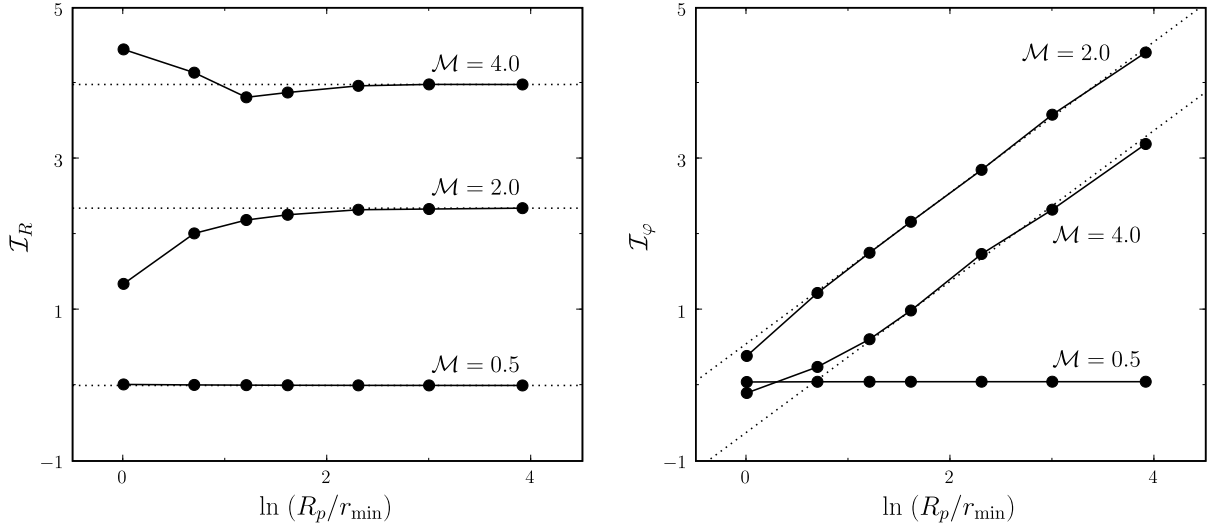 5
3
1
−1
0
2
4
ℐ_R
ln (R_p/r_min)
ℳ = 4.0
ℳ = 2.0
ℳ = 0.5
5
3
1
−1
0
2
4
ℐ_φ
ln (R_p/r_min)
ℳ = 2.0
ℳ = 4.0
ℳ = 0.5